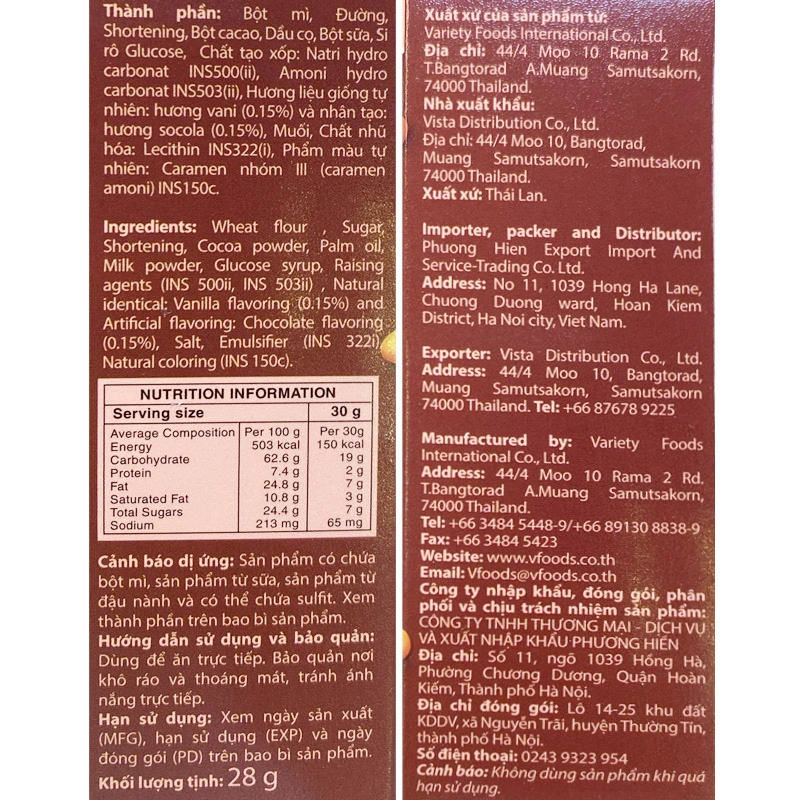 Thành phần: Bột mì, Đường,
Shortening, Bột cacao, Dầu cọ, Bột sữa, Si
rô Glucose, Chất tạo xốp: Natri hydro
carbonat INS500(ii), Amoni hydro
carbonat INS503(ii), Hương liệu giống tự
nhiên: hương vani (0.15%) và nhân tạo:
hương socola (0.15%), Muối, Chất nhũ
hóa: Lecithin INS322(i), Phẩm màu tự
nhiên: Caramen nhóm III (caramen
amoni) INS150c.
Ingredients: Wheat flour , Sugar,
Shortening, Cocoa powder, Palm oil,
Milk powder, Glucose syrup, Raising
agents (INS 500ii, INS 503ii) , Natural
identical: Vanilla flavoring (0.15%) and
Artificial flavoring: Chocolate flavoring
(0.15%), Salt, Emulsifier (INS 322i),
Natural coloring (INS 150c).
NUTRITION INFORMATION
Serving size 30 g
Average Composition Per 100 g Per 30g
Energy 503 kcal 150 kcal
Carbohydrate 62.6 g 19 g
Protein 7.4 g 2 g
Fat 24.8 g 7 g
Saturated Fat 10.8 g 3 g
Total Sugars 24.4 g 7 g
Sodium 213 mg 65 mg
Cảnh báo dị ứng: Sản phẩm có chứa
bột mì, sản phẩm từ sữa, sản phẩm từ
đậu nành và có thể chứa sulfit. Xem
thành phần trên bao bì sản phẩm.
Hướng dẫn sử dụng và bảo quản:
Dùng để ăn trực tiếp. Bảo quản nơi
khô ráo và thoáng mát, tránh ánh
nắng trực tiếp.
Hạn sử dụng: Xem ngày sản xuất
(MFG), hạn sử dụng (EXP) và ngày
đóng gói (PD) trên bao bì sản phẩm.
Khối lượng tịnh: 28 g
Xuất xứ của sản phẩm từ:
Variety Foods International Co., Ltd.
Địa chỉ: 44/4 Moo 10 Rama 2 Rd.
T.Bangtorad A.Muang Samutsakorn,
74000 Thailand.
Nhà xuất khẩu:
Vista Distribution Co., Ltd.
Địa chỉ: 44/4 Moo 10, Bangtorad,
Muang Samutsakorn, Samutsakorn
74000 Thailand.
Xuất xứ: Thái Lan.
Importer, packer and Distributor:
Phuong Hien Export Import And
Service-Trading Co. Ltd.
Address: No 11, 1039 Hong Ha Lane,
Chuong Duong ward, Hoan Kiem
District, Ha Noi city, Viet Nam.
Exporter: Vista Distribution Co., Ltd.
Address: 44/4 Moo 10, Bangtorad,
Muang Samutsakorn, Samutsakorn
74000 Thailand. Tel: +66 87678 9225
Manufactured by: Variety Foods
International Co., Ltd.
Address: 44/4 Moo 10 Rama 2 Rd.
T.Bangtorad A.Muang Samutsakorn,
74000 Thailand.
Tel: +66 3484 5448-9/+66 89130 8838-9
Fax: +66 3484 5423
Website: www.vfoods.co.th
Email: Vfoods@vfoods.co.th
Công ty nhập khẩu, đóng gói, phân
phối và chịu trách nhiệm sản phẩm:
CÔNG TY TNHH THƯƠNG MẠI - DỊCH VỤ
VÀ XUẤT NHẬP KHẨU PHƯƠNG HIỀN
Địa chỉ: Số 11, ngõ 1039 Hồng Hà,
Phường Chương Dương, Quận Hoàn
Kiếm, Thành phố Hà Nội.
Địa chỉ đóng gói: Lô 14-25 khu đất
KDDV, xã Nguyễn Trãi, huyện Thường Tín,
thành phố Hà Nội.
Số điện thoại: 0243 9323 954
Cảnh báo: Không dùng sản phẩm khi quá
hạn sử dụng.